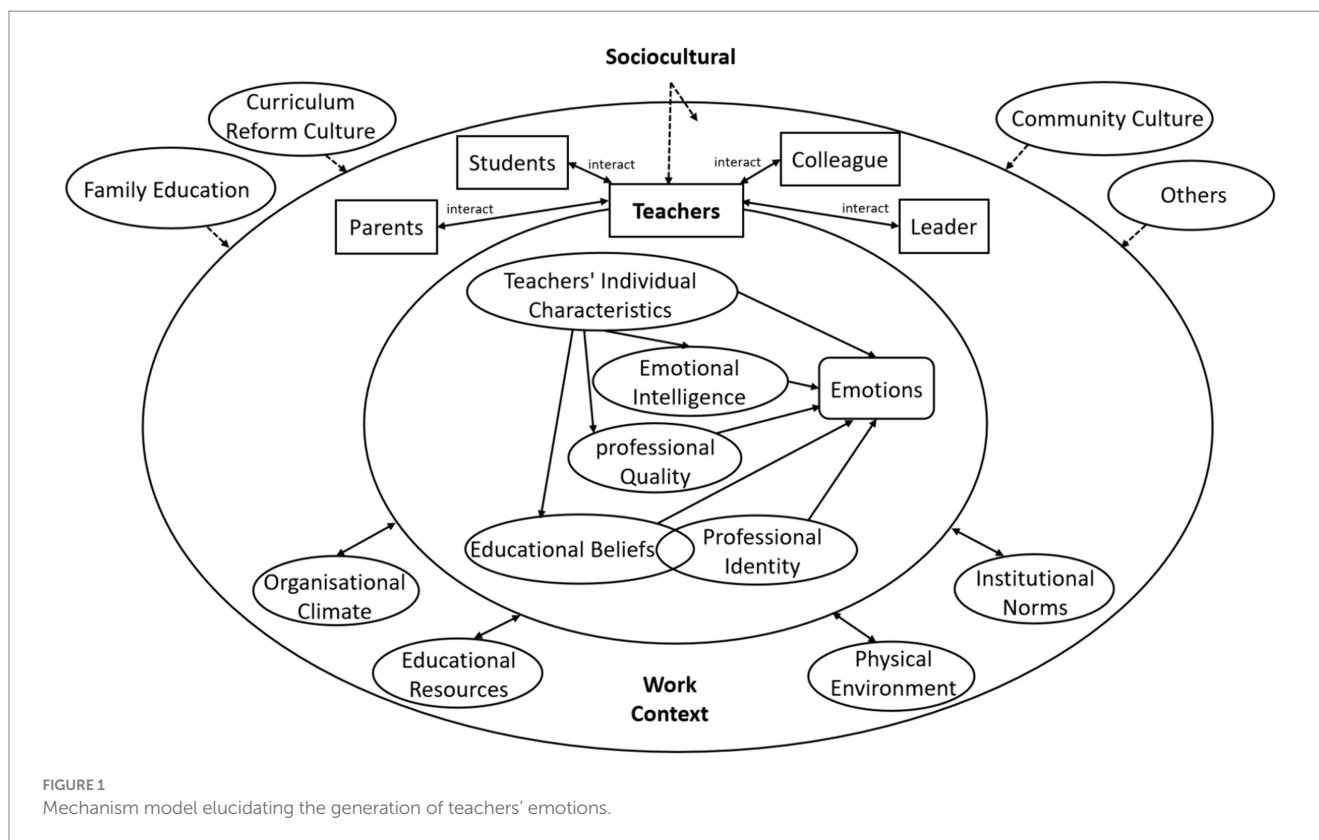 Sociocultural
Curriculum
Reform Culture
Community Culture
Family Education
Others
Students
interact
interact
Colleague
Parents
interact
Teachers
interact
Leader
Teachers' Individual
Characteristics
Emotional
Intelligence
Emotions
professional
Quality
Educational Beliefs
Professional
Identity
Organisational
Climate
Institutional
Norms
Educational
Resources
Physical
Environment
Work
Context
FIGURE 1
Mechanism model elucidating the generation of teachers’ emotions.